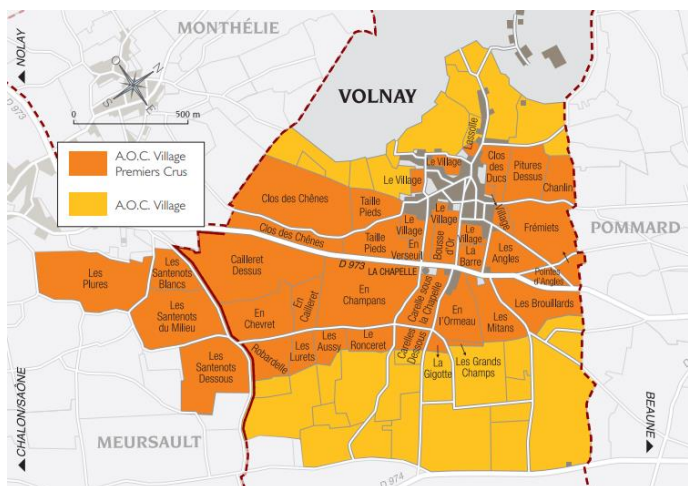 MONTHÉLIE
NOLAY
D 973
O
N
S
E
0
500 m
VOLNAY
A.O.C. Village
Premiers Crus
A.O.C. Village
Lassolle
Le Village
Le Village
Clos
des
Ducs
Pitures
Dessus
Chanlin
Clos des Chênes
Taille
Pieds
Le
Village
Village
Frémiets
POMMARD
Clos des Chênes
Taille
Pieds
Le
Village
En
Verseuil
Bousse
d'Or
Le
Village
La
Barre
Les
Angles
Cailleret
Dessus
D 973
LA CHAPELLE
Pointes
d'Angles
Les
Plures
Les
Santenots
Blancs
Les
Santenots
du Milieu
En
Chevret
En
Cailleret
En
Champans
Carelle sous
la Chapelle
En
l'Ormeau
Les
Mitans
Les Brouillards
Les
Santenots
Dessous
Robardelle
Les
Lurets
Les
Aussy
Le
Ronceret
Carelles
Dessous
La
Gigotte
Les Grands
Champs
CHALON/SAÔNE
MEURSAULT
BEAUNE
D 974